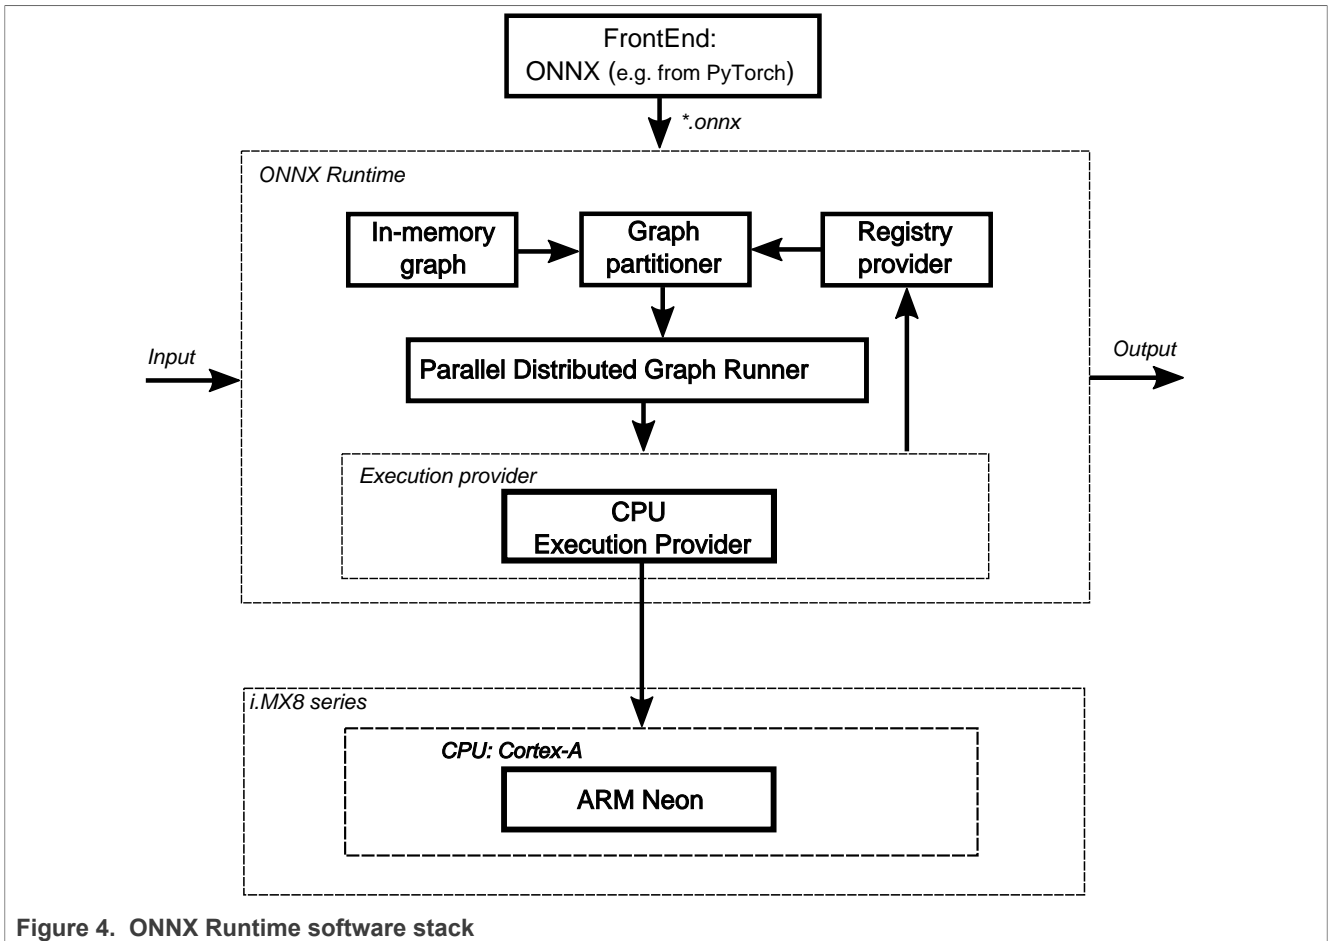 FrontEnd:
ONNX (e.g. from PyTorch)
*.onnx
ONNX Runtime
In-memory
graph
Graph
partitioner
Registry
provider
Input
Parallel Distributed Graph Runner
Output
Execution provider
CPU
Execution Provider
i.MX8 series
CPU: Cortex-A
ARM Neon
Figure 4. ONNX Runtime software stack